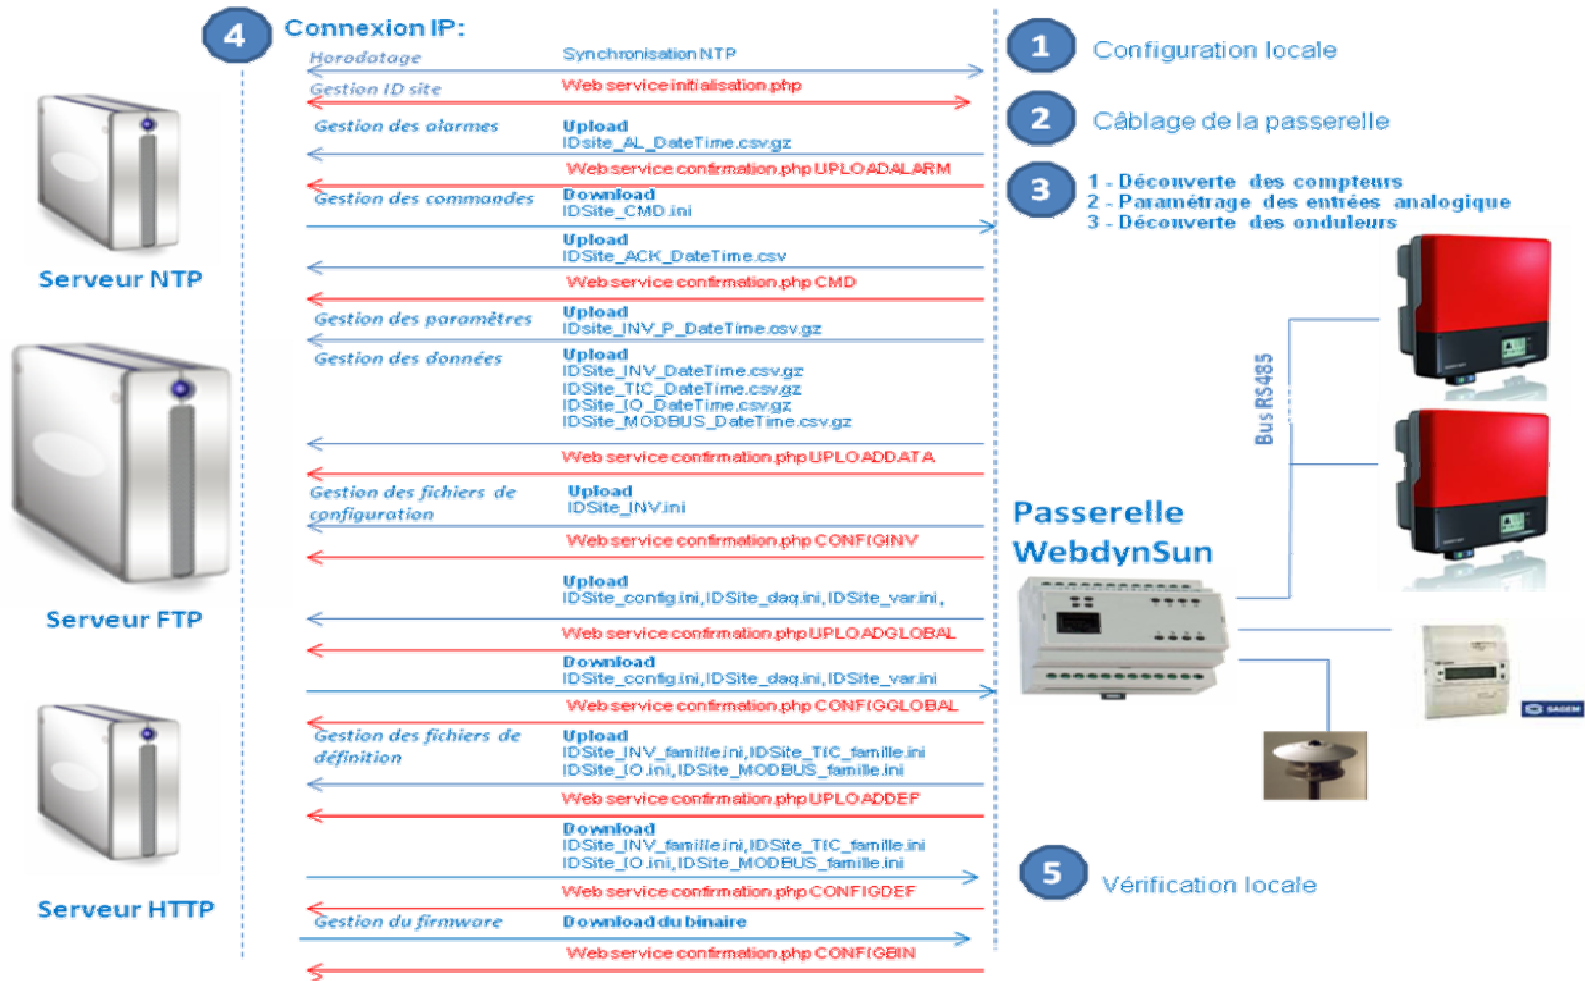 4 Connexion IP:
Horodatage
Synchronisation NTP
Gestion ID site
Web service initialisation.php
Gestion des alarmes
Upload
IDsite_AL_DateTime.csv.gz
Web service confirmation.php UPLOADALARM
Gestion des commandes
Download
IDSite_CMD.ini
Upload
IDSite_ACK_DateTime.csv
Web service confirmation.php CMD
Gestion des paramètres
Upload
IDsite_INV_P_DateTime.csv.gz
Gestion des données
Upload
IDSite_INV_DateTime.csv.gz
IDSite_TIC_DateTime.csv.gz
IDSite_IO_DateTime.csv.gz
IDSite_MODBUS_DateTime.csv.gz
Web service confirmation.php UPLOADDATA
Gestion des fichiers de
configuration
Upload
IDSite_INV.ini
Web service confirmation.php CONFIGINV
Upload
IDSite_config.ini, IDSite_daq.ini, IDSite_var.ini,
Web service confirmation.php UPLOADGLOBAL
Download
IDSite_config.ini, IDSite_daq.ini, IDSite_var.ini
Web service confirmation.php CONFIGGLOBAL
Gestion des fichiers de
définition
Upload
IDSite_INV_famille.ini, IDSite_TIC_famille.ini
IDSite_IO.ini, IDSite_MODBUS_famille.ini
Web service confirmation.php UPLOADDEF
Download
IDSite_INV_famille.ini, IDSite_TIC_famille.ini
IDSite_IO.ini, IDSite_MODBUS_famille.ini
Web service confirmation.php CONFIGDEF
Gestion du firmware
Download du binaire
Web service confirmation.php CONFIGBIN
Serveur NTP
Serveur FTP
Serveur HTTP
1 Configuration locale
2 Câblage de la passerelle
3
1 - Découverte des compteurs
2 - Paramétrage des entrées analogique
3 - Découverte des onduleurs
Bus RS485
Passerelle
WebdynSun
SAGEM
5 Vérification locale